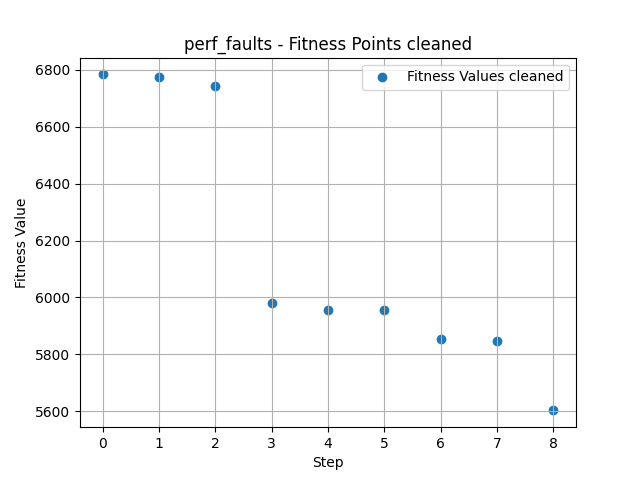 perf_faults - Fitness Points cleaned
Fitness Values cleaned
6800
6600
6400
6200
6000
5800
5600
Fitness Value
0 1 2 3 4 5 6 7 8
Step